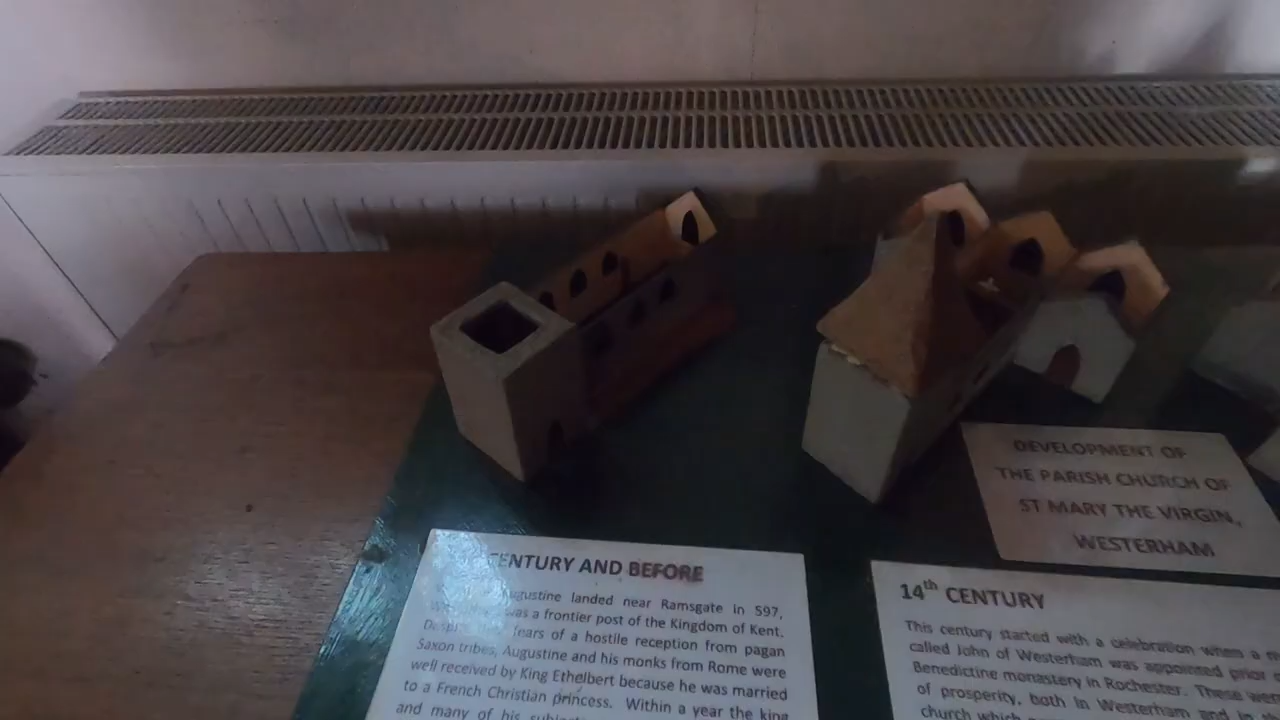 DEVELOPMENT OF
THE PARISH CHURCH OF
ST MARY THE VIRGIN,
WESTERHAM
CENTURY AND BEFORE
Augustine landed near Ramsgate in 597,
was a frontier post of the Kingdom of Kent.
fears of a hostile reception from pagan
Saxon tribes, Augustine and his monks from Rome were
well received by King Ethelbert because he was married
to a French Christian princess. Within a year the king
and many of his
14th CENTURY
This century started with a celebration when a
called John of Westerham was appointed prior
Benedictine monastery in Rochester. These
of prosperity, both in Westerham and in
church which